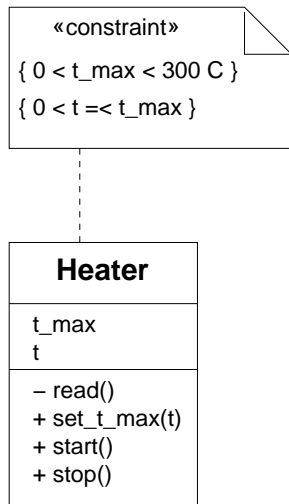 «constraint»
{ 0 < t_max < 300 C }
{ 0 < t =< t_max }
Heater
t_max
t
− read()
+ set_t_max(t)
+ start()
+ stop()